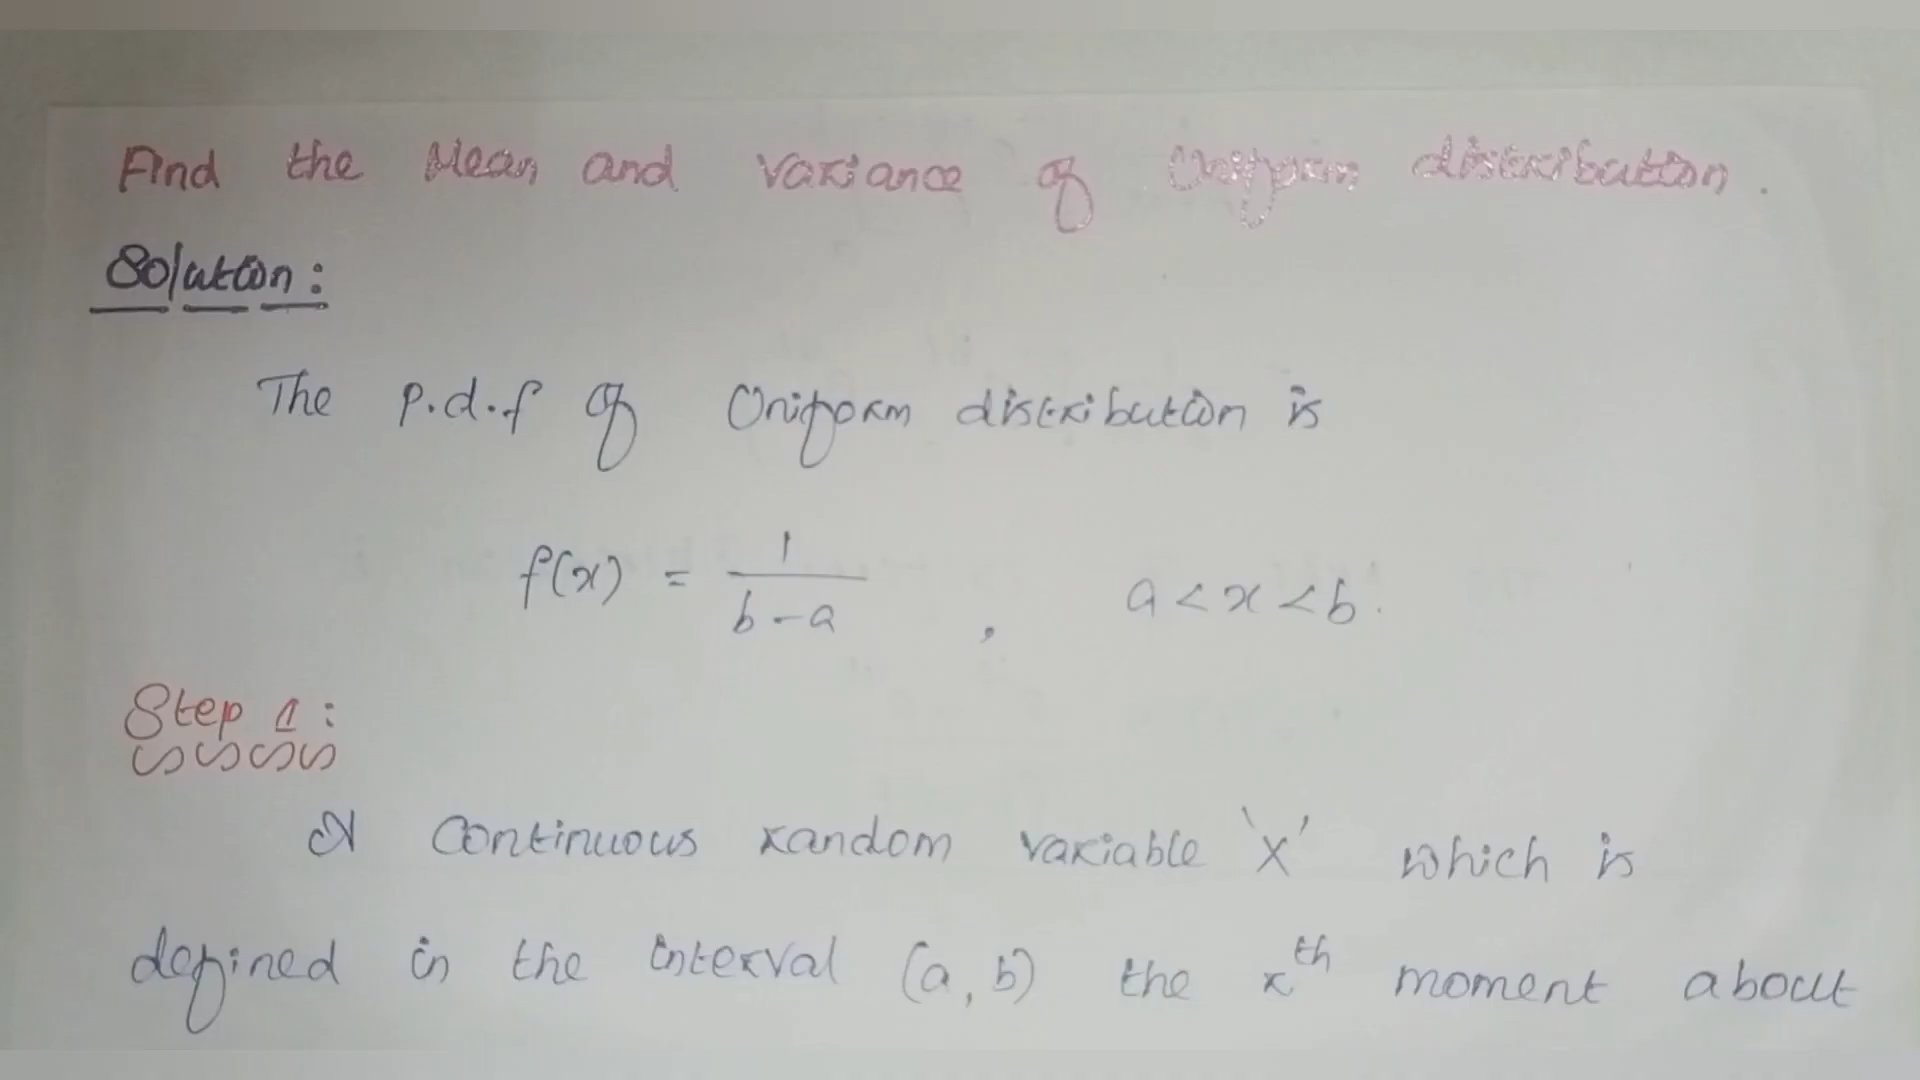 Find the Mean and Variance of Uniform distribution.
Solution:
The p.d.f of Uniform distribution is
f(x) = 1/(b-a) , a < x < b.
Step 1:
A Continuous random variable 'X' which is
defined in the interval (a, b) the rth moment about